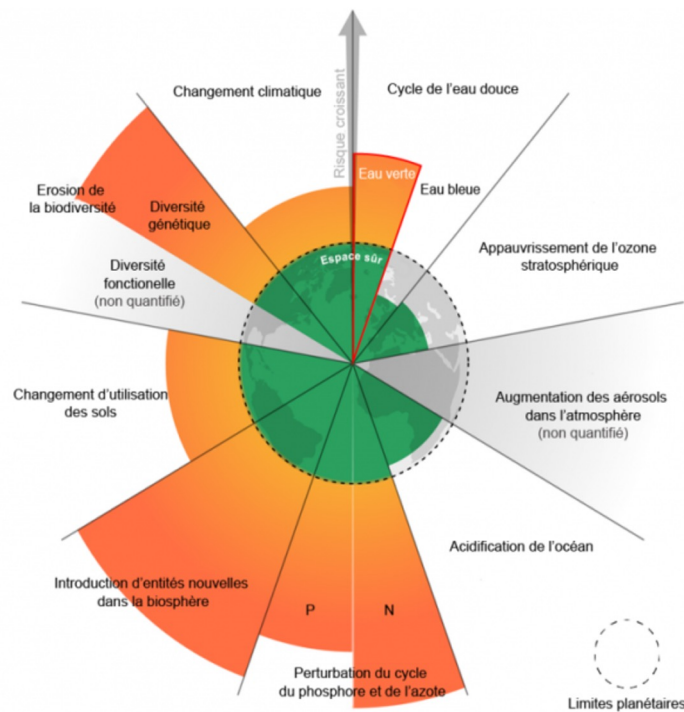 Changement climatique
Cycle de l'eau douce
Risque croissant
Eau verte
Eau bleue
Erosion de
la biodiversité
Diversité
génétique
Appauvrissement de l'ozone
stratosphérique
Espace sûr
Diversité
fonctionelle
(non quantifié)
Changement d'utilisation
des sols
Augmentation des aérosols
dans l'atmosphère
(non quantifié)
Acidification de l'océan
Introduction d'entités nouvelles
dans la biosphère
P
N
Perturbation du cycle
du phosphore et de l'azote
Limites planétaires